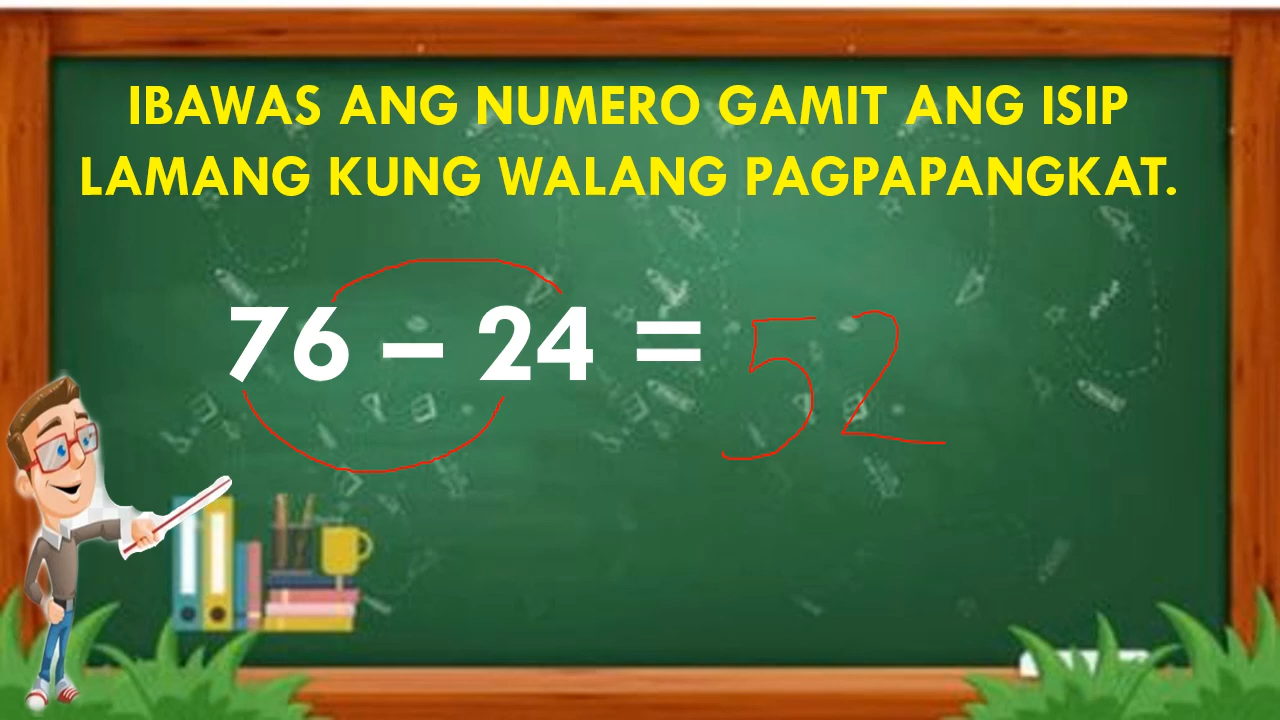 IBAWAS ANG NUMERO GAMIT ANG ISIP
LAMANG KUNG WALANG PAGPAPANGKAT.
76 – 24 = 52